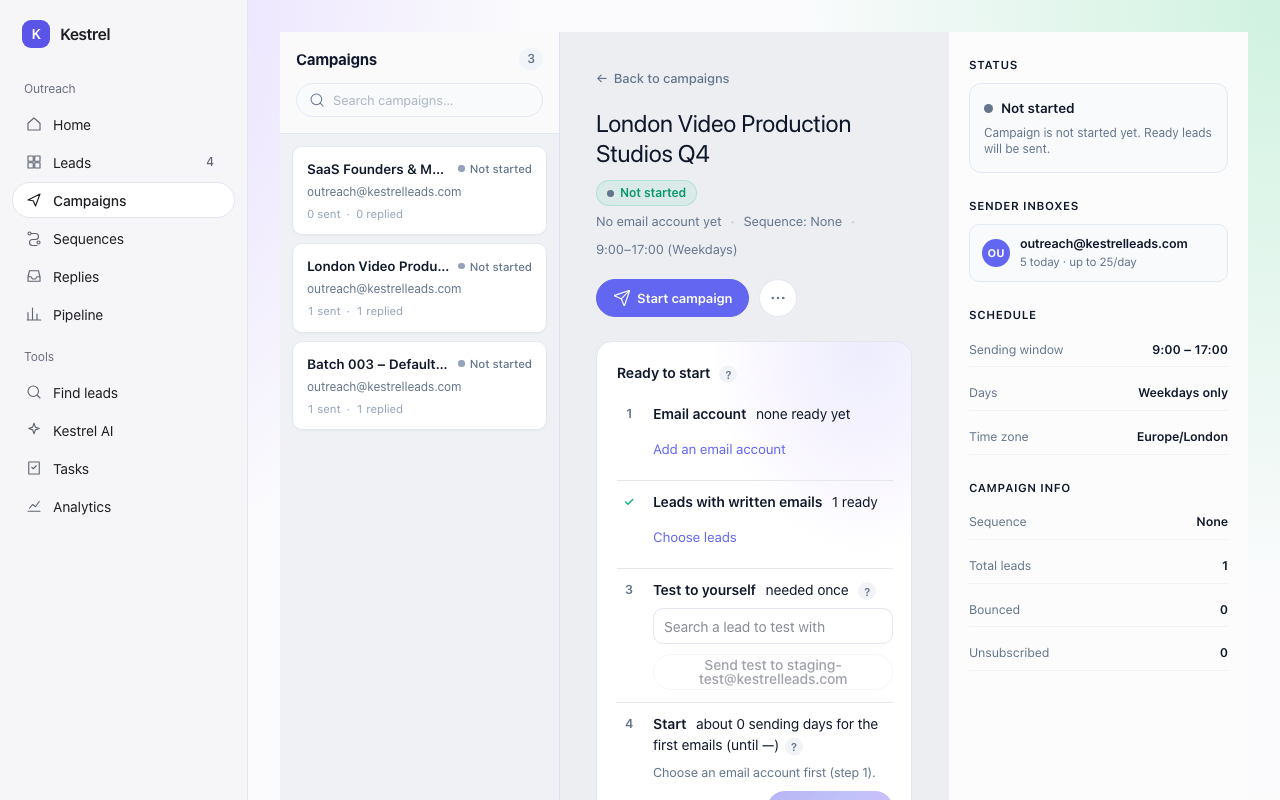 K Kestrel
Outreach
Home
Leads 4
Campaigns
Sequences
Replies
Pipeline
Tools
Find leads
Kestrel AI
Tasks
Analytics
Campaigns 3
Search campaigns...
SaaS Founders & M... Not started
outreach@kestrelleads.com
0 sent · 0 replied
London Video Produ... Not started
outreach@kestrelleads.com
1 sent · 1 replied
Batch 003 – Default... Not started
outreach@kestrelleads.com
1 sent · 1 replied
← Back to campaigns
London Video Production
Studios Q4
Not started
No email account yet · Sequence: None ·
9:00–17:00 (Weekdays)
Start campaign ...
Ready to start ?
1 Email account none ready yet
Add an email account
Leads with written emails 1 ready
Choose leads
3 Test to yourself needed once ?
Search a lead to test with
Send test to staging-
test@kestrelleads.com
4 Start about 0 sending days for the
first emails (until —) ?
Choose an email account first (step 1).
STATUS
Not started
Campaign is not started yet. Ready leads
will be sent.
SENDER INBOXES
OU outreach@kestrelleads.com
5 today · up to 25/day
SCHEDULE
Sending window 9:00 – 17:00
Days Weekdays only
Time zone Europe/London
CAMPAIGN INFO
Sequence None
Total leads 1
Bounced 0
Unsubscribed 0